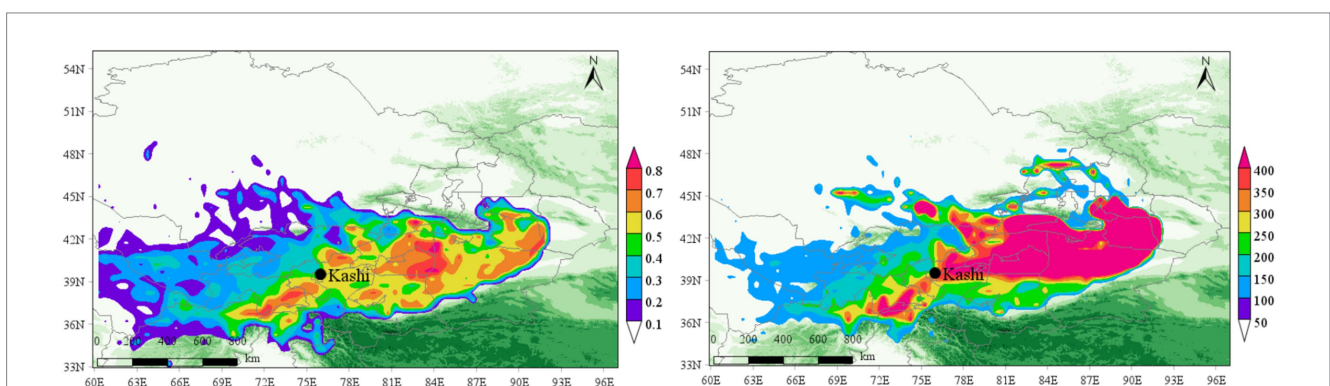 N
54N
51N
48N
45N
42N
39N
36N
33N
Kashi
0.8
0.7
0.6
0.5
0.4
0.3
0.2
0.1
0 200 400 600 800
km
60E 63E 66E 69E 72E 75E 78E 81E 84E 87E 90E 93E 96E
N
54N
51N
48N
45N
42N
39N
36N
33N
Kashi
400
350
300
250
200
150
100
50
0 200 400 600 800
km
60E 63E 66E 69E 72E 75E 78E 81E 84E 87E 90E 93E 96E